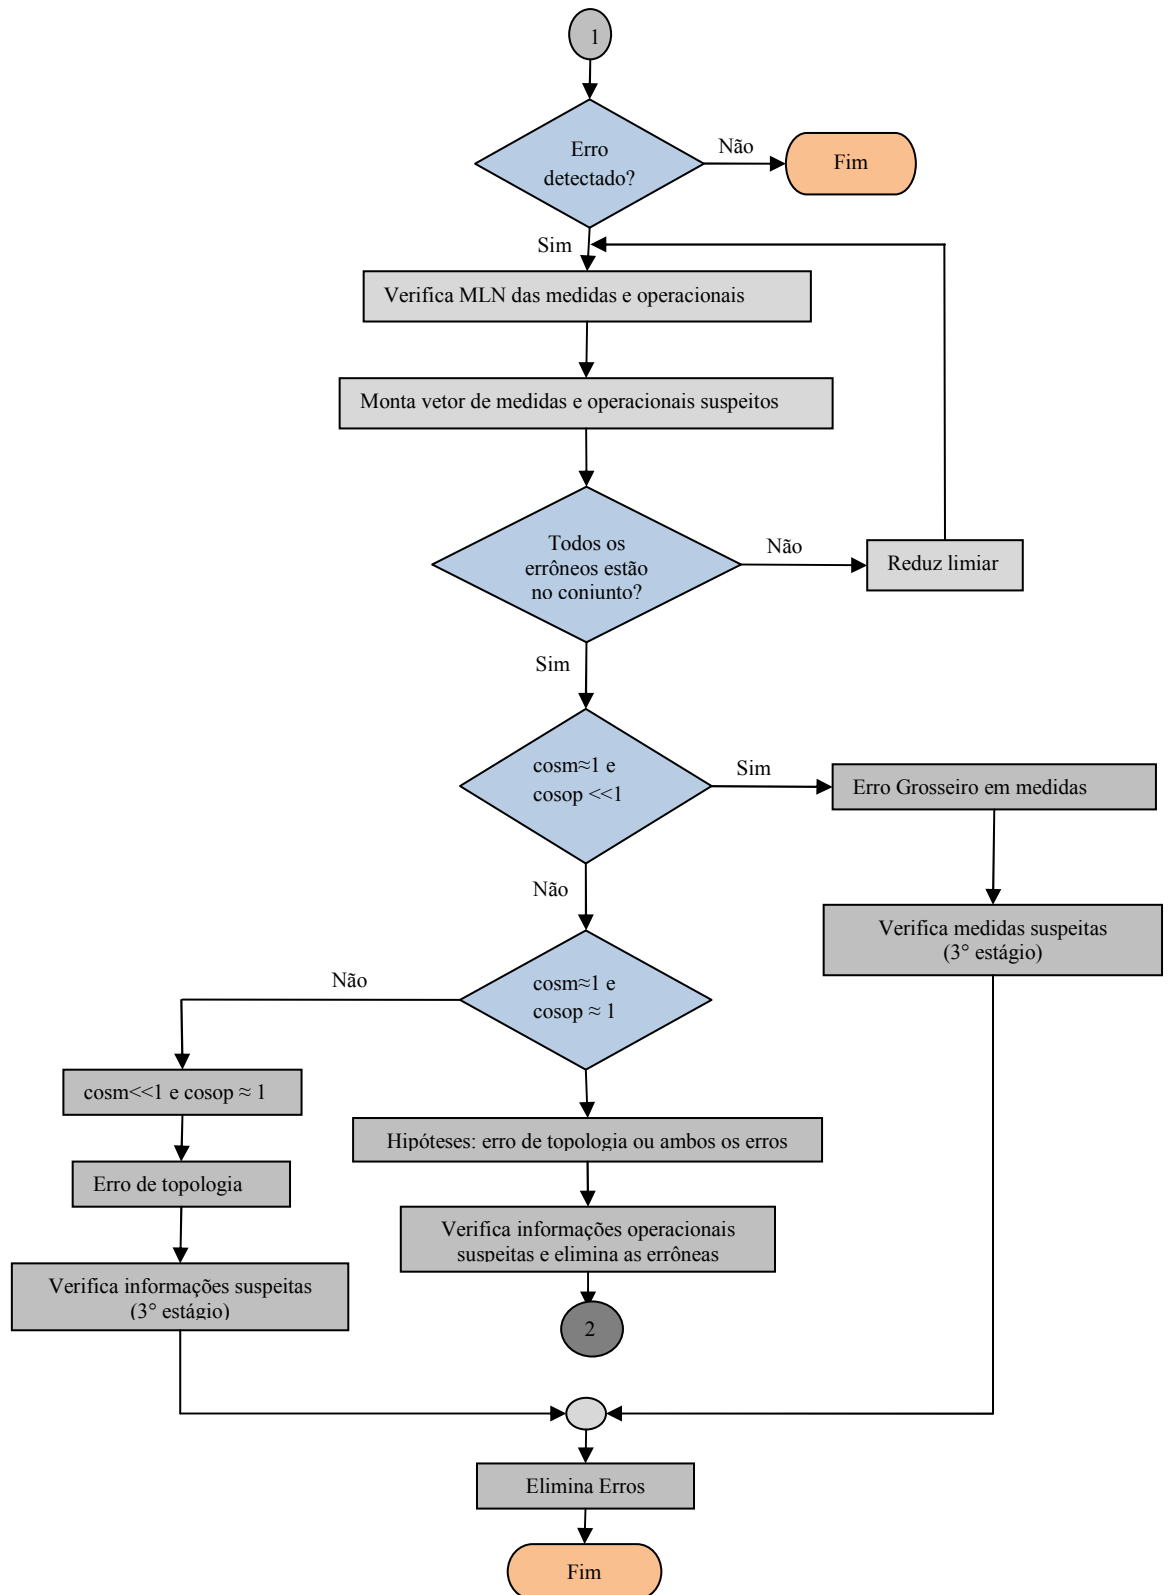 1
Erro
detectado?
Não
Fim
Sim
Verifica MLN das medidas e operacionais
Monta vetor de medidas e operacionais suspeitos
Todos os
errôneos estão
no conjunto?
Não
Reduz limiar
Sim
cosm≈1 e
cosop <<1
Sim
Erro Grosseiro em medidas
Não
Verifica medidas suspeitas
(3° estágio)
cosm≈1 e
cosop ≈ 1
Não
cosm<<1 e cosop ≈ 1
Hipóteses: erro de topologia ou ambos os erros
Erro de topologia
Verifica informações operacionais
suspeitas e elimina as errôneas
Verifica informações suspeitas
(3° estágio)
2
Elimina Erros
Fim